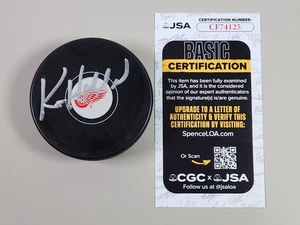 JSA
CERTIFICATION NUMBER:
CF74125
BASIC
CERTIFICATION
This item has been fully examined
by JSA, and it is the considered
opinion of our expert authenticators
that the signature(s) is/are genuine.
UPGRADE TO A LETTER OF
AUTHENTICITY & VERIFY THIS
CERTIFICATION BY VISITING:
SpenceLOA.com
Or Scan
CGC × JSA
Follow us @jsaloa